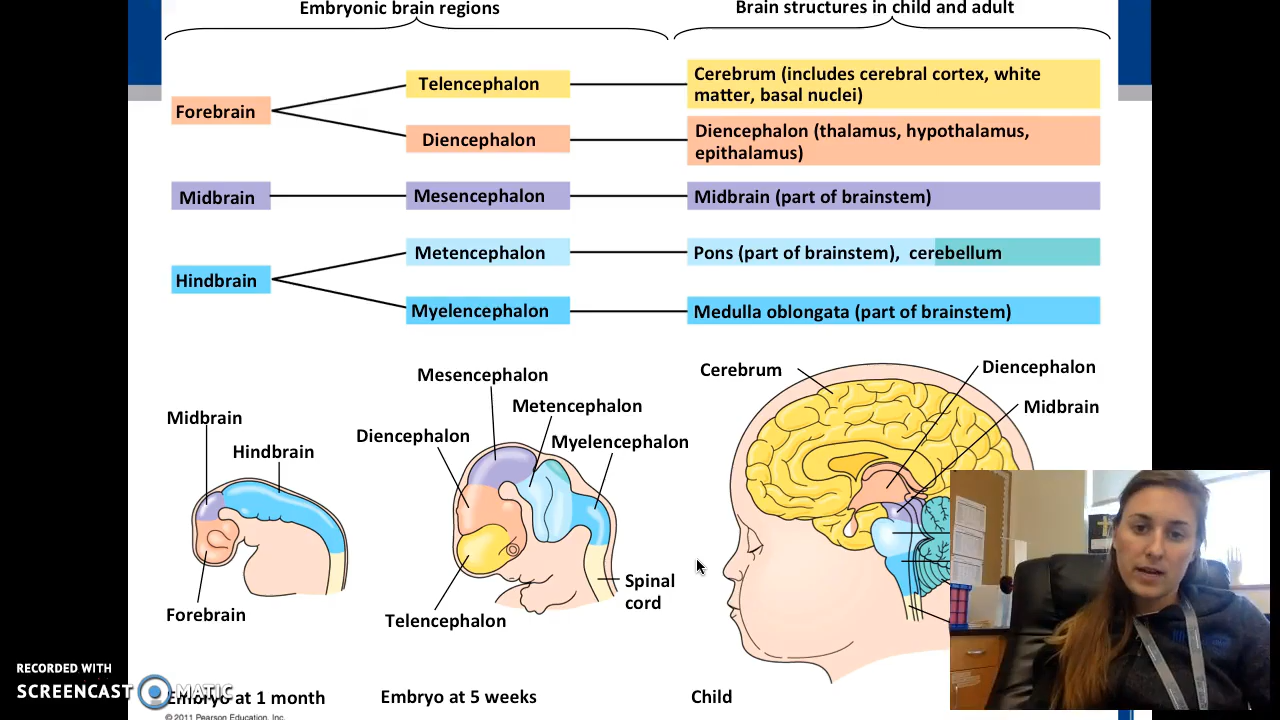 Embryonic brain regions
Brain structures in child and adult
Forebrain
Telencephalon
Cerebrum (includes cerebral cortex, white
matter, basal nuclei)
Diencephalon
Diencephalon (thalamus, hypothalamus,
epithalamus)
Midbrain
Mesencephalon
Midbrain (part of brainstem)
Hindbrain
Metencephalon
Pons (part of brainstem), cerebellum
Myelencephalon
Medulla oblongata (part of brainstem)
Midbrain
Hindbrain
Forebrain
Embryo at 1 month
Mesencephalon
Metencephalon
Diencephalon
Myelencephalon
Spinal
cord
Telencephalon
Embryo at 5 weeks
Cerebrum
Diencephalon
Midbrain
Child
RECORDED WITH
SCREENCAST MATIC
© 2011 Pearson Education, Inc.